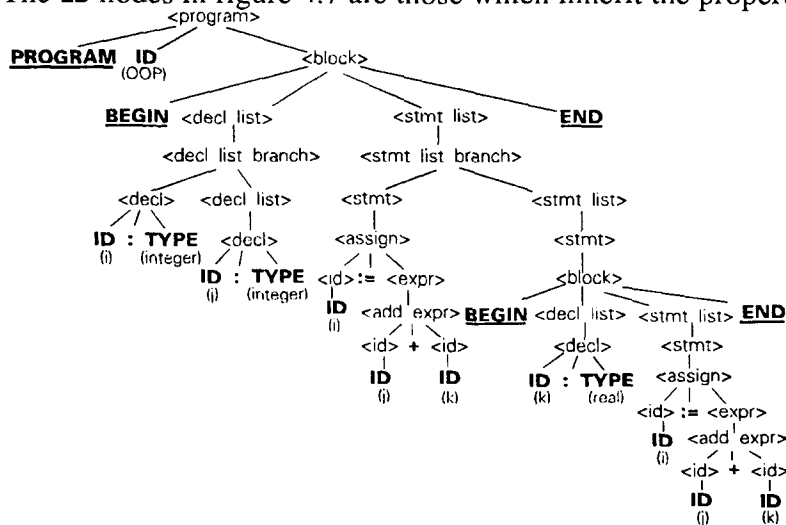 The ID nodes in figure 4.7 are those which inherit the propert
<program>
PROGRAM ID
(OOP)
<block>
BEGIN <decl list> <stmt list> END
<decl list branch> <stmt list branch>
<decl> <decl list> <stmt> <stmt list>
ID : TYPE <decl> <assign> <stmt>
(i) (integer)
ID : TYPE <id> := <expr> <block>
(j) (integer)
ID <add expr> BEGIN <decl list> <stmt list> END
(i)
<id> + <id> <decl> <stmt>
ID ID ID : TYPE <assign>
(j) (k) (k) (real)
<id> := <expr>
ID <add expr>
(i)
<id> + <id>
ID ID
(j) (k)